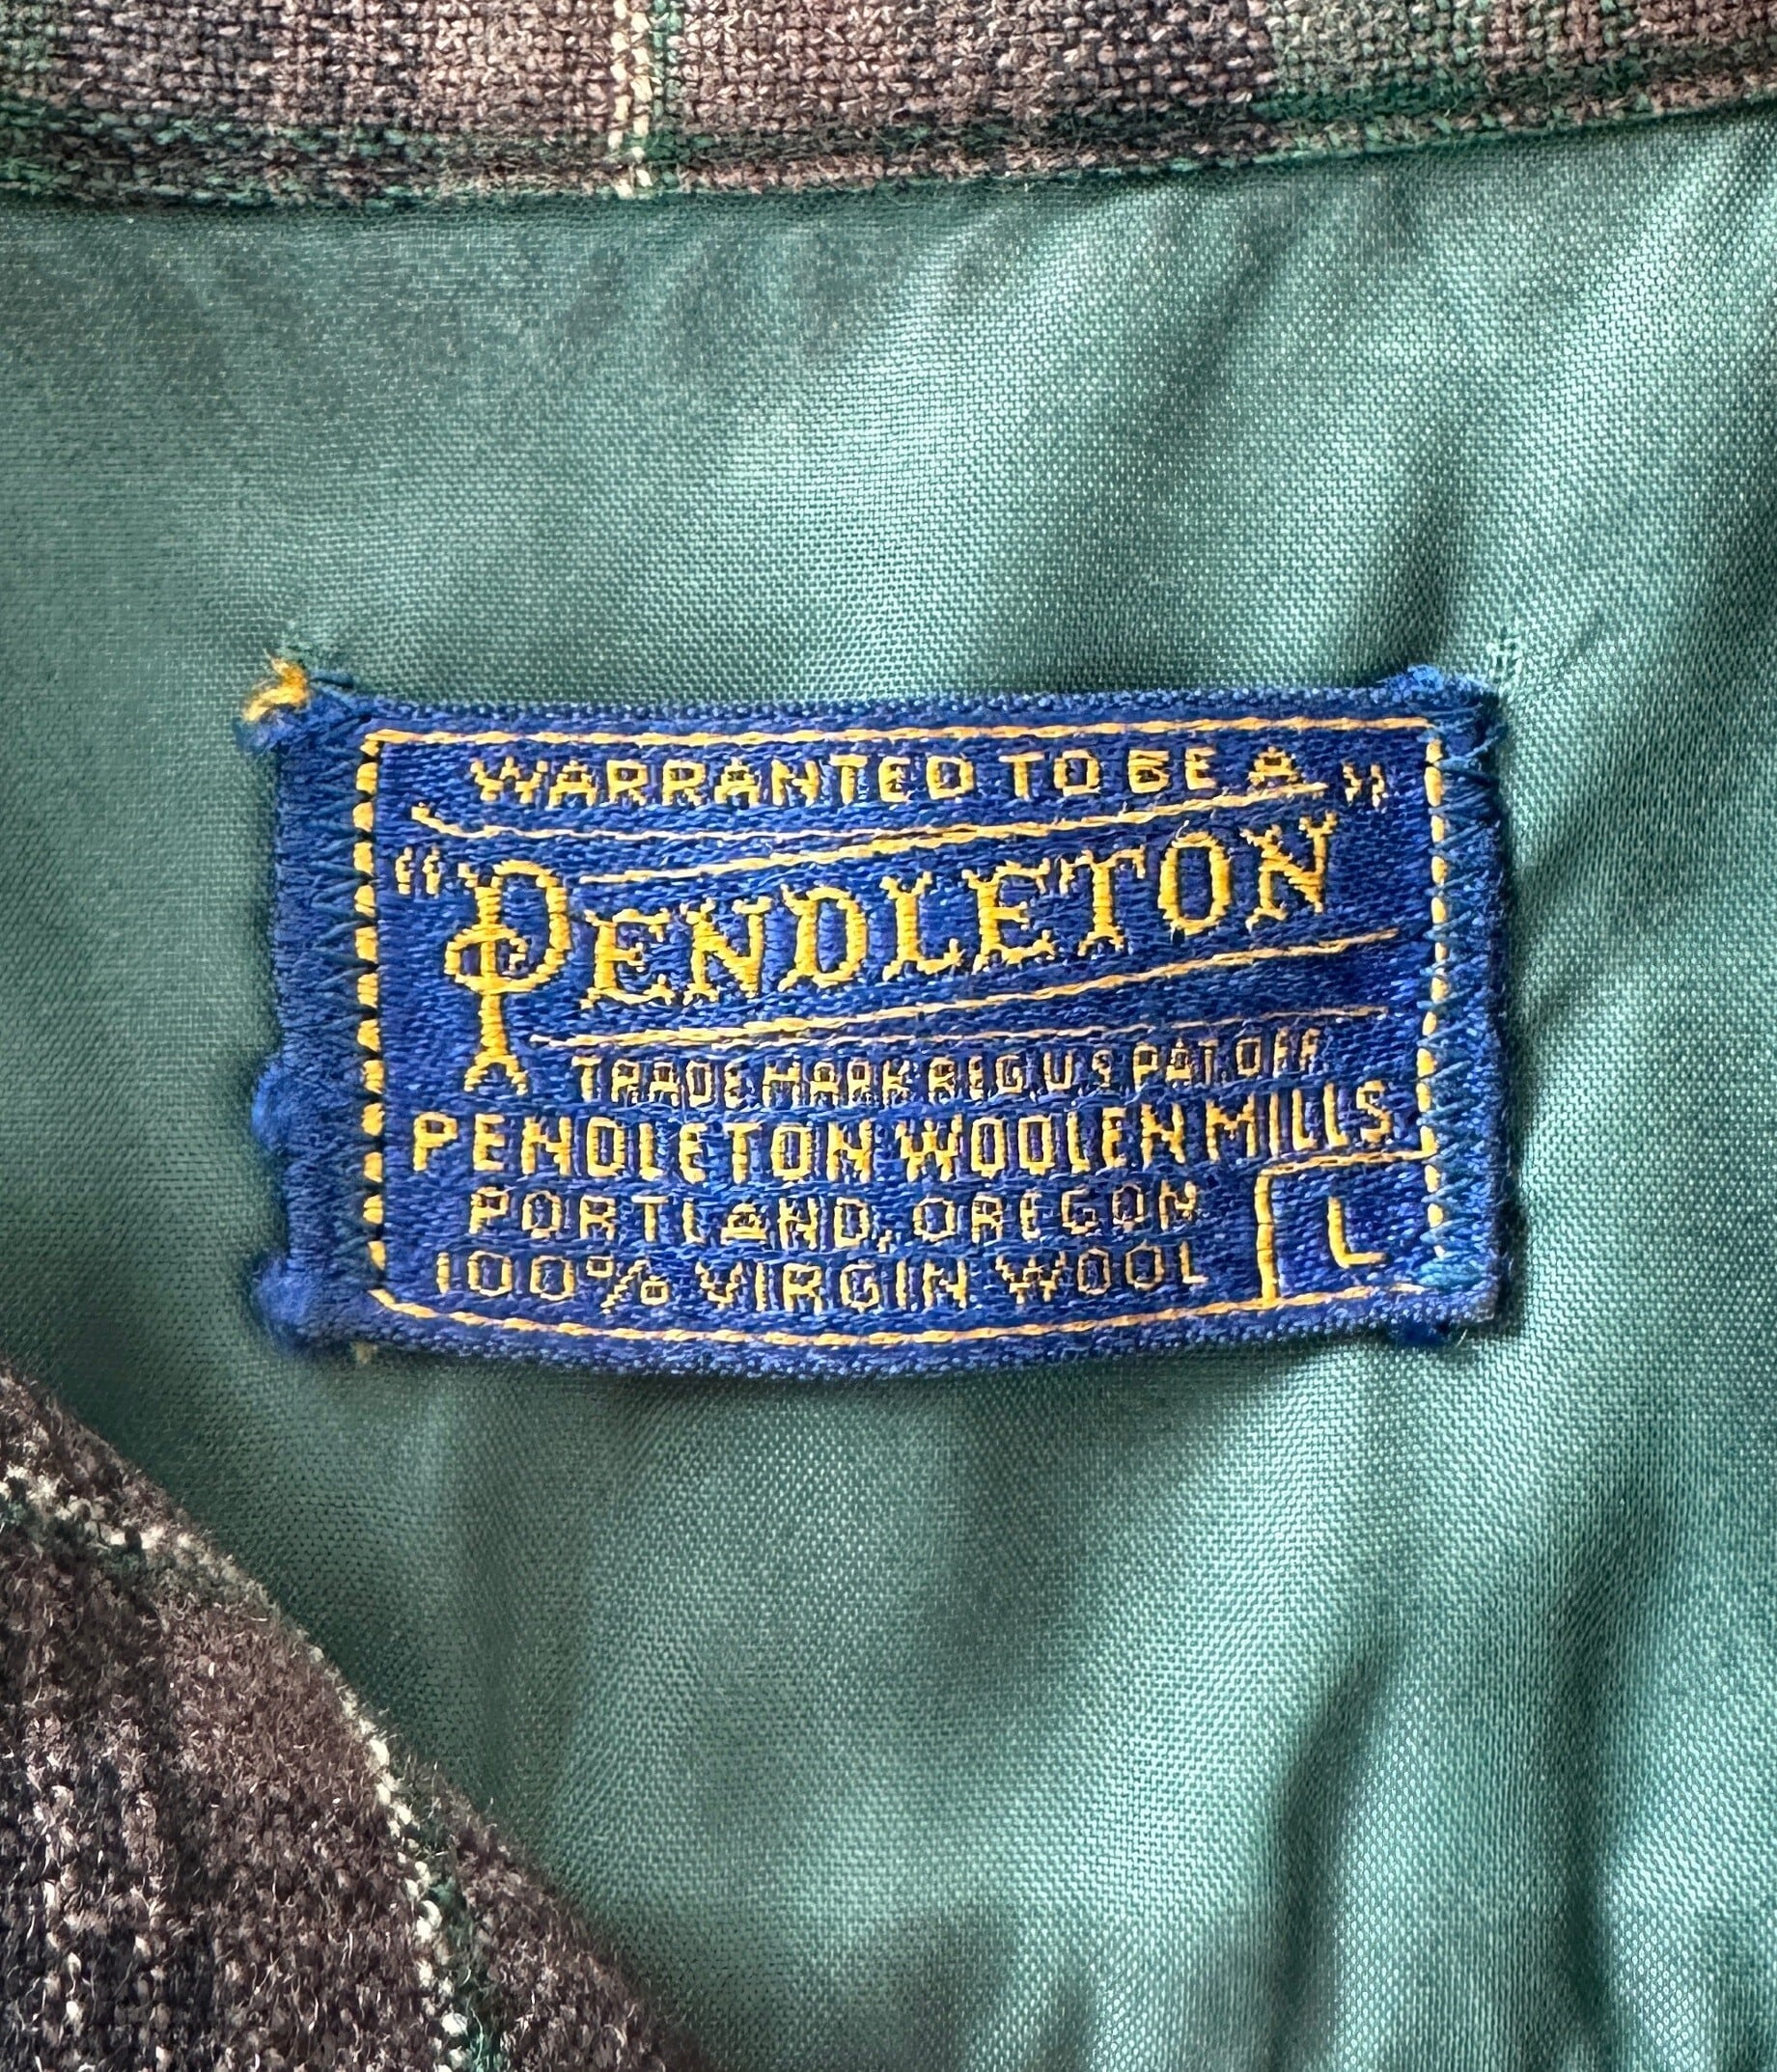 WARRANTED TO BE A
"PENDLETON"
TRADE MARK REG U S PAT. OFF
PENDLETON WOOLEN MILLS
PORTLAND, OREGON
100% VIRGIN WOOL
L